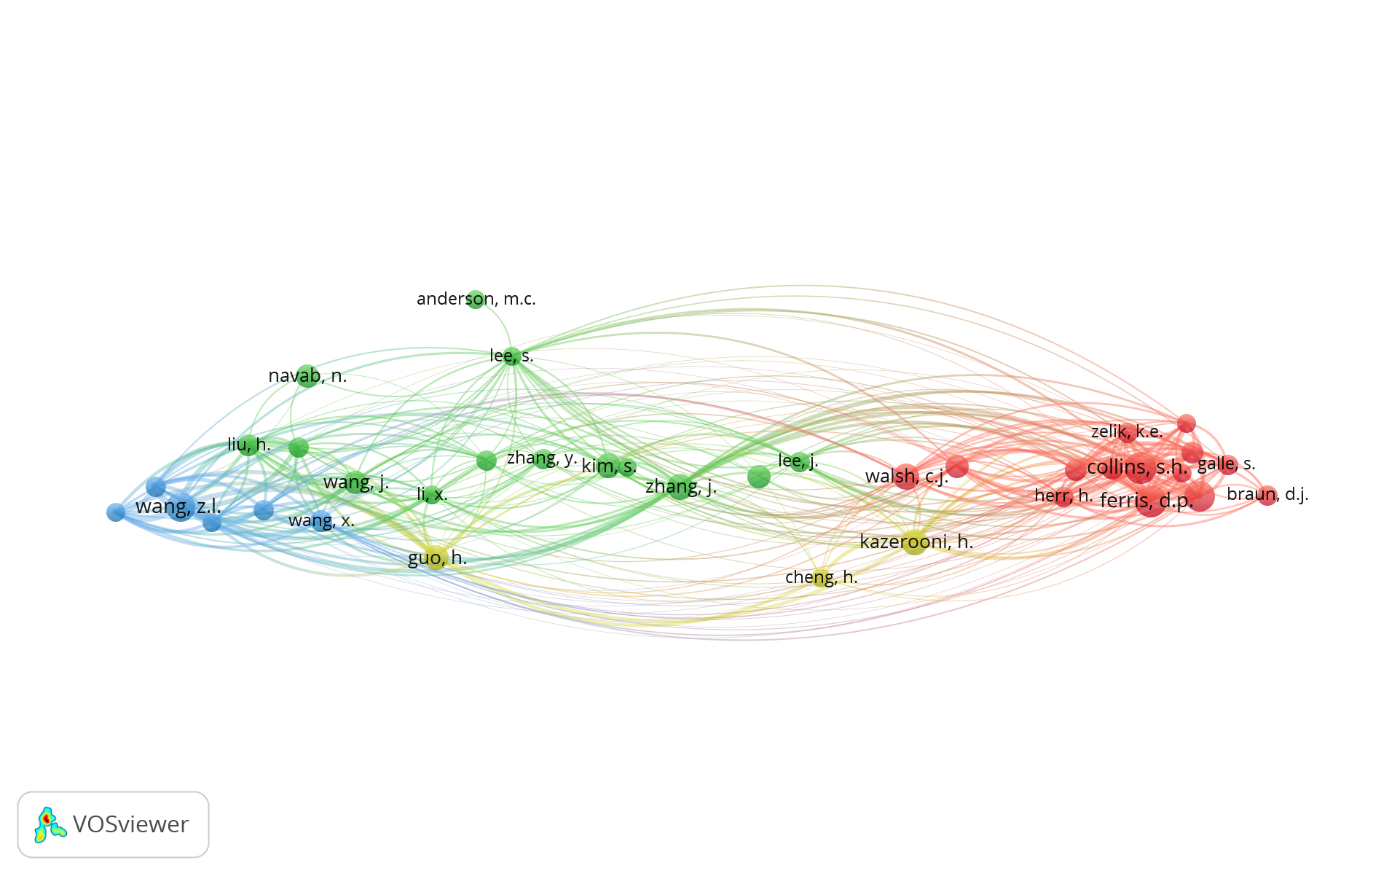 anderson, m.c.
lee, s.
navab, n.
zelik, k.e.
liu, h.
zhang, y.
kim, s.
lee, j.
collins, s.h.
galle, s.
walsh, c.j.
wang, j.
zhang, j.
li, x.
herr, h.
ferris, d.p.
braun, d.j.
wang, z.l.
wang, x.
kazerooni, h.
guo, h.
cheng, h.
VOSviewer